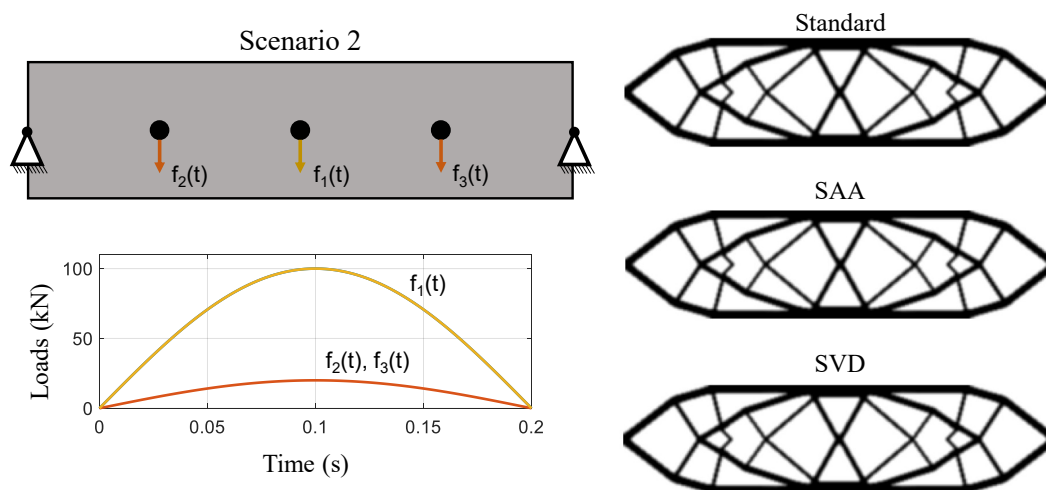 Scenario 2
f₂(t)
f₁(t)
f₃(t)
Loads (kN)
100
50
0
f₁(t)
f₂(t), f₃(t)
0
0.05
0.1
0.15
0.2
Time (s)
Standard
SAA
SVD